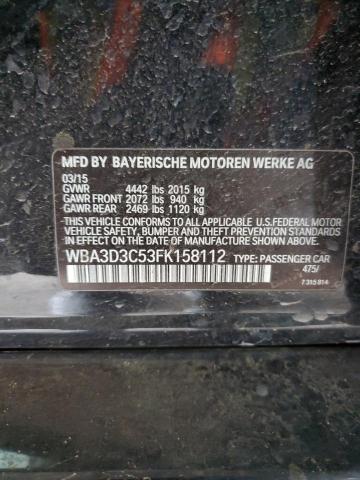 MFD BY BAYERISCHE MOTOREN WERKE AG
03/15
GVWR 4442 lbs 2015 kg
GAWR FRONT 2072 lbs 940 kg
GAWR REAR 2469 lbs 1120 kg
THIS VEHICLE CONFORMS TO ALL APPLICABLE U.S.FEDERAL MOTOR
VEHICLE SAFETY, BUMPER, AND THEFT PREVENTION STANDARDS
IN EFFECT ON THE DATE OF MANUFACTURE SHOWN ABOVE.
WBA3D3C53FK158112 TYPE: PASSENGER CAR
475/
7 315 814